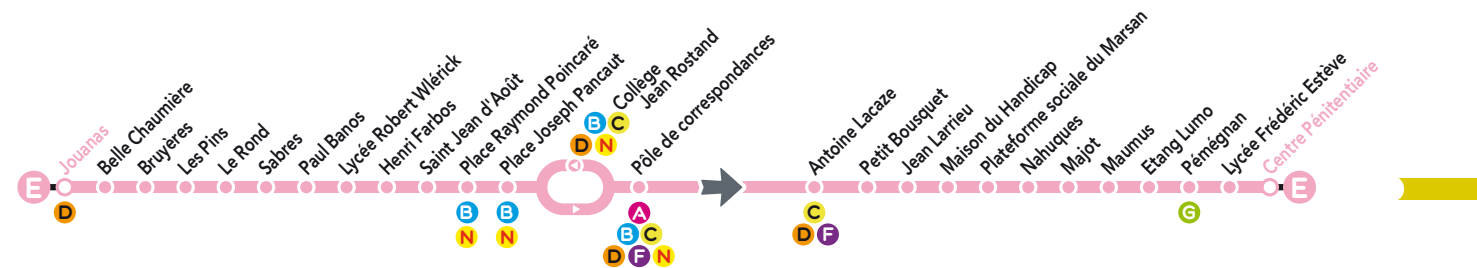 E
Jouanas
D
Belle Chaumière
Bruyères
Les Pins
Le Rond
Sabres
Paul Banos
Lycée Robert Wlérick
Henri Farbos
Saint Jean d'Août
Place Raymond Poincaré
B
N
Place Joseph Pancaut
B
N
Collège
Jean Rostand
B C
D N
Pôle de correspondances
A
B C
D F N
Antoine Lacaze
C
D F
Petit Bousquet
Jean Larrieu
Maison du Handicap
Plateforme sociale du Marsan
Nahuques
Majot
Maumus
Etang Lumo
Pémégnan
G
Lycée Frédéric Estève
Centre Pénitentiaire
E